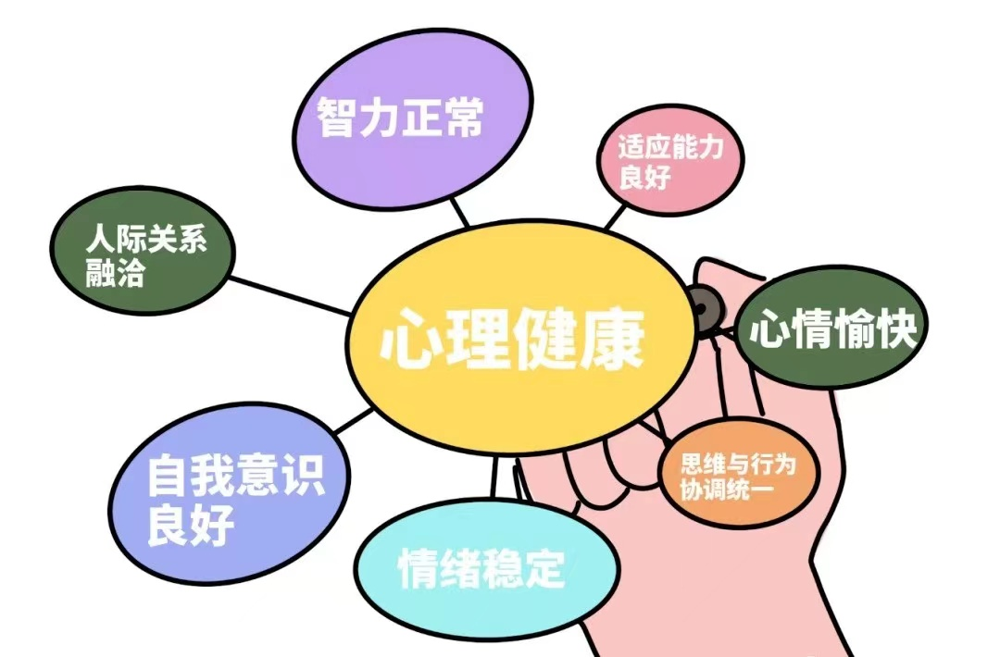 智力正常
适应能力
良好
人际关系
融洽
心理健康
心情愉快
自我意识
良好
思维与行为
协调统一
情绪稳定